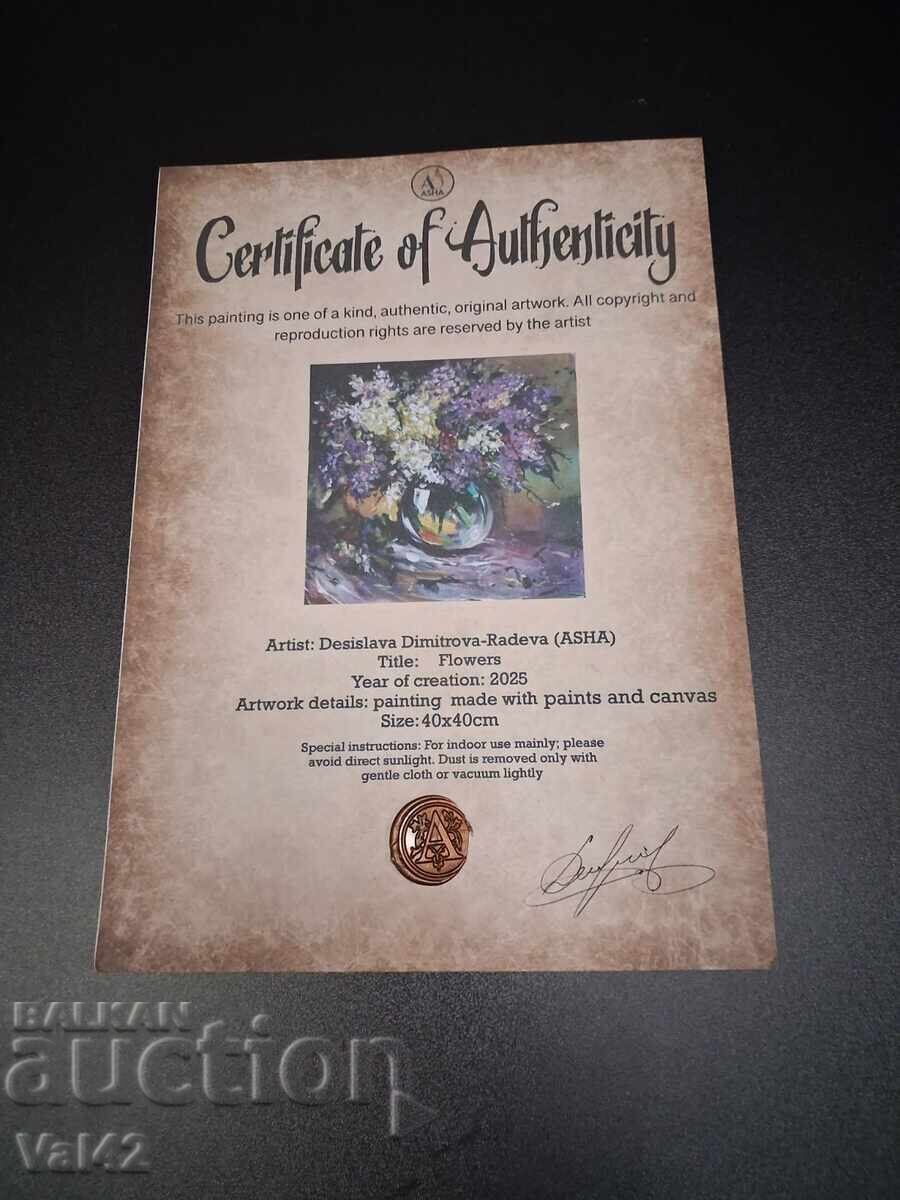 A
ASHA
Certificate of Authenticity
This painting is one of a kind, authentic, original artwork. All copyright and
reproduction rights are reserved by the artist
Artist: Desislava Dimitrova-Radeva (ASHA)
Title: Flowers
Year of creation: 2025
Artwork details: painting made with paints and canvas
Size: 40x40cm
Special instructions: For indoor use mainly; please
avoid direct sunlight. Dust is removed only with
gentle cloth or vacuum lightly
A
BALKAN
auction
Val42